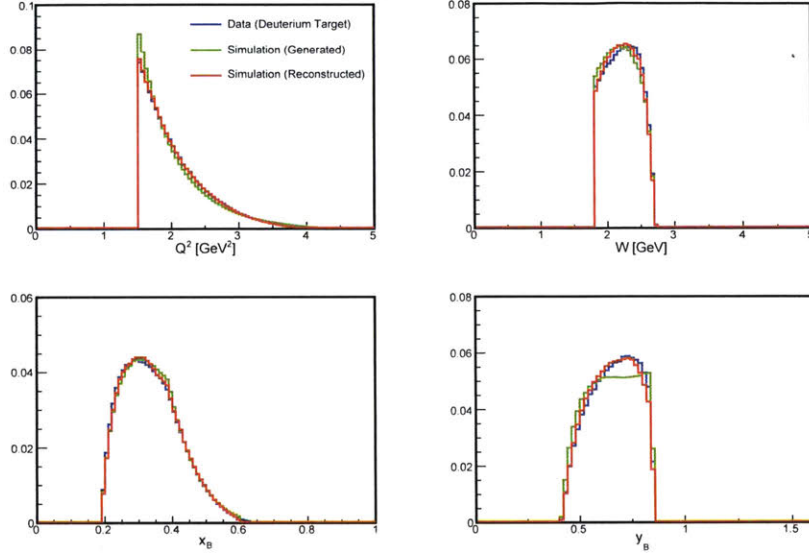 0.1
0.08
0.06
0.04
0.02
0
0 1 2 3 4 5
Q² [GeV²]
Data (Deuterium Target)
Simulation (Generated)
Simulation (Reconstructed)
0.08
0.06
0.04
0.02
0
0 1 2 3 4 5
W [GeV]
0.06
0.04
0.02
0
0 0.2 0.4 0.6 0.8 1
x_B
0.08
0.06
0.04
0.02
0
0 0.5 1 1.5
y_B